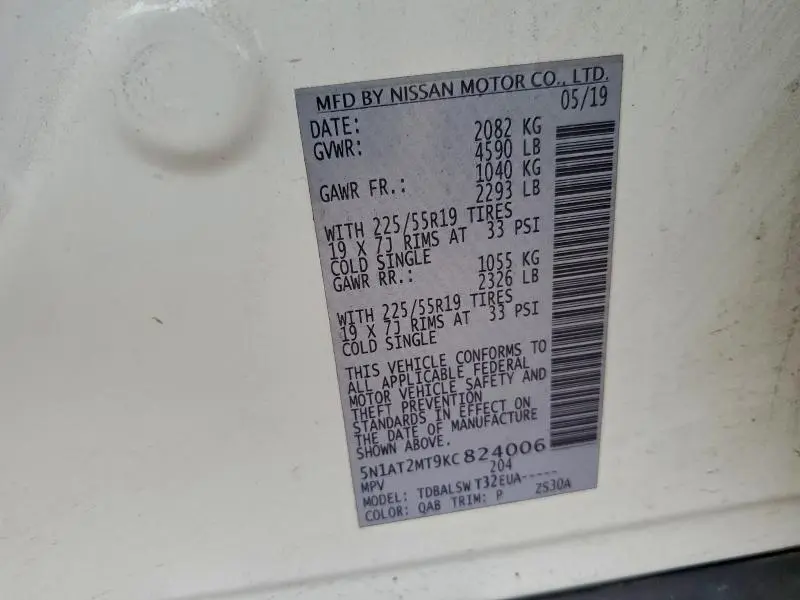 MFD BY NISSAN MOTOR CO., LTD.
DATE: 05/19
GVWR: 2082 KG
4590 LB
GAWR FR.: 1040 KG
2293 LB
WITH 225/55R19 TIRES
19 X 7J RIMS AT 33 PSI
COLD SINGLE
GAWR RR.: 1055 KG
2326 LB
WITH 225/55R19 TIRES
19 X 7J RIMS AT 33 PSI
COLD SINGLE
THIS VEHICLE CONFORMS TO
ALL APPLICABLE FEDERAL
MOTOR VEHICLE SAFETY AND
THEFT PREVENTION
STANDARDS IN EFFECT ON
THE DATE OF MANUFACTURE
SHOWN ABOVE.
5N1AT2MT9KC824006
MPV 204
MODEL: TDBALSW T32EUA-----
COLOR: QAB TRIM: P ZS30A